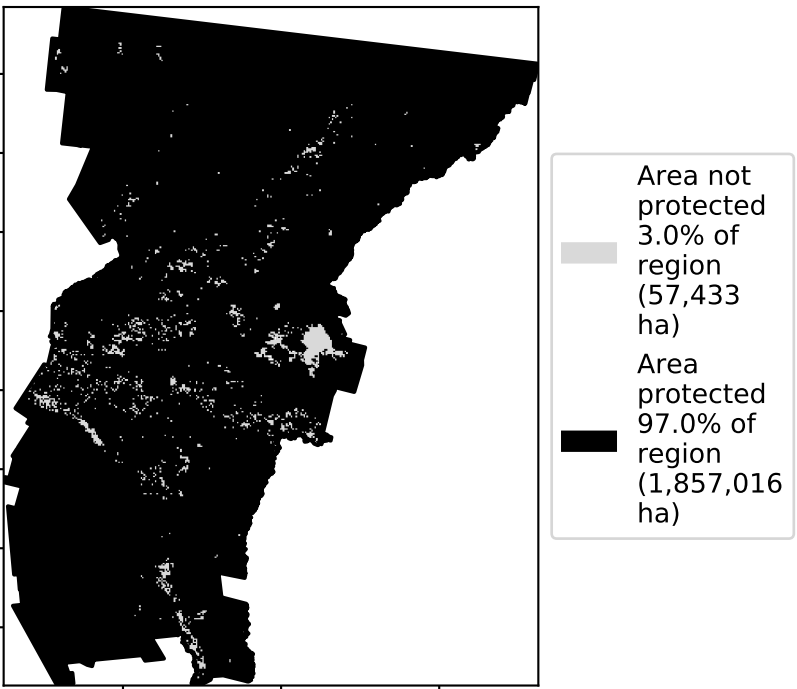 Area not
protected
3.0% of
region
(57,433
ha)
Area
protected
97.0% of
region
(1,857,016
ha)